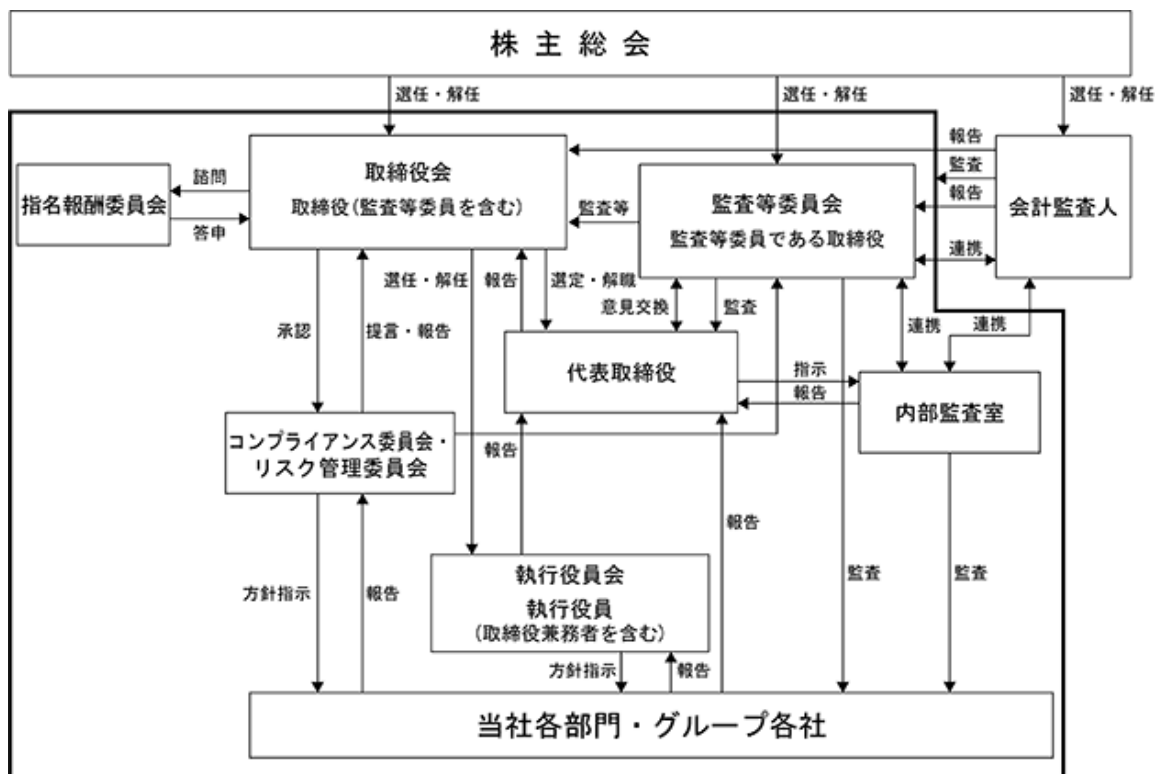 株主総会
選任・解任
選任・解任
選任・解任
報告
監査
報告
連携
会計監査人
取締役会
取締役(監査等委員を含む)
監査等
監査等委員会
監査等委員である取締役
諮問
指名報酬委員会
答申
選任・解任
報告
選定・解職
意見交換
監査
連携
連携
承認
提言・報告
代表取締役
指示
報告
内部監査室
コンプライアンス委員会・
リスク管理委員会
報告
報告
執行役員会
執行役員
(取締役兼務者を含む)
監査
監査
方針指示
報告
方針指示
報告
当社各部門・グループ各社